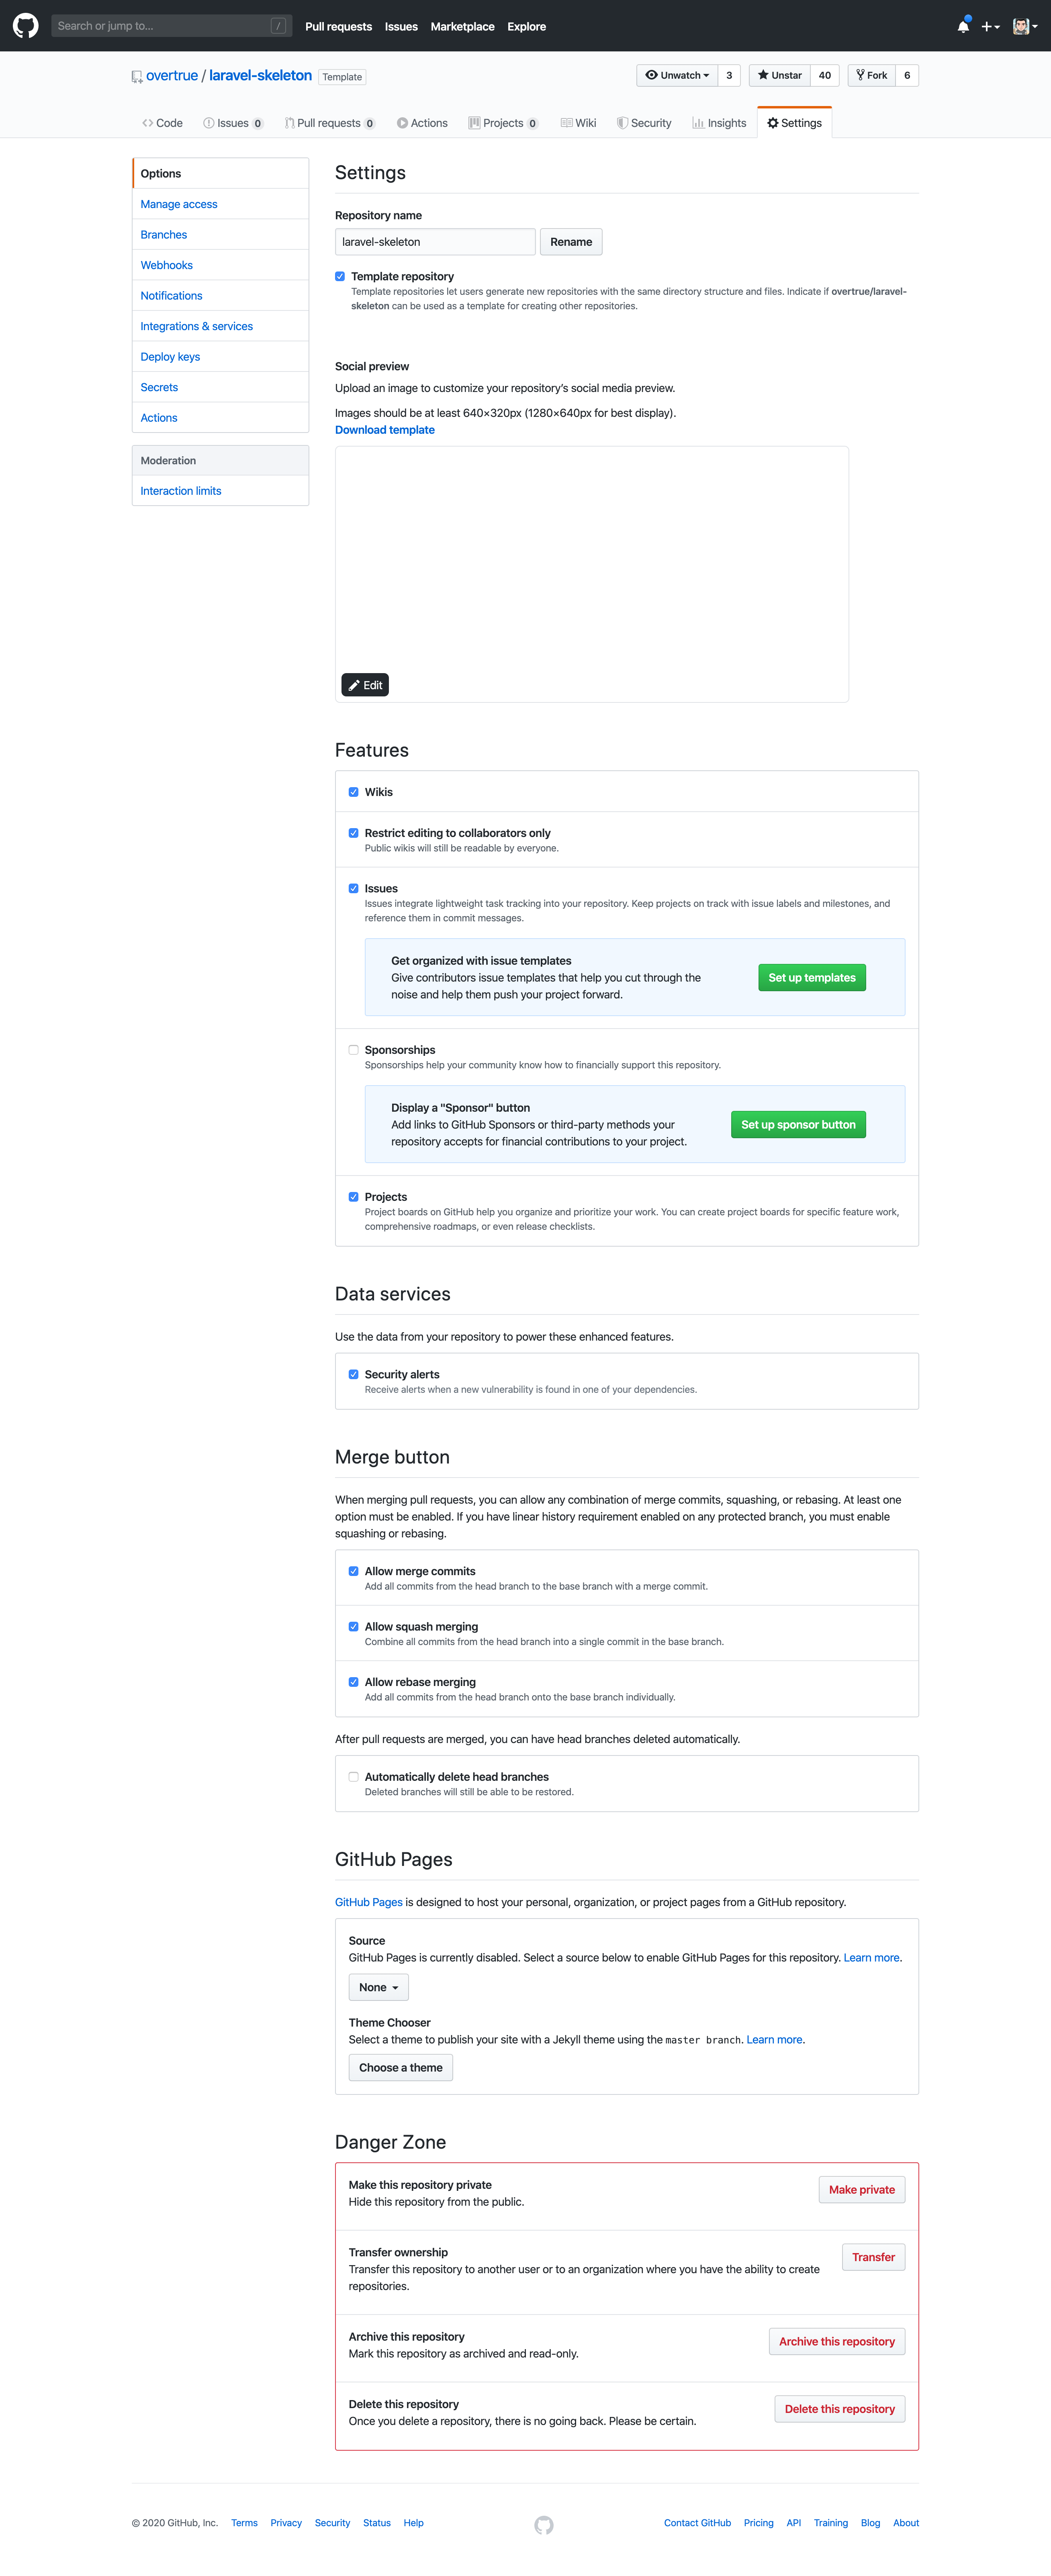 Search or jump to... /
Pull requests Issues Marketplace Explore
overtrue / laravel-skeleton Template
Unwatch 3 Unstar 40 Fork 6
Code Issues 0 Pull requests 0 Actions Projects 0 Wiki Security Insights Settings
Options
Manage access
Branches
Webhooks
Notifications
Integrations & services
Deploy keys
Secrets
Actions
Moderation
Interaction limits
Settings
Repository name
laravel-skeleton Rename
Template repository
Template repositories let users generate new repositories with the same directory structure and files. Indicate if overtrue/laravel-
skeleton can be used as a template for creating other repositories.
Social preview
Upload an image to customize your repository’s social media preview.
Images should be at least 640×320px (1280×640px for best display).
Download template
Edit
Features
Wikis
Restrict editing to collaborators only
Public wikis will still be readable by everyone.
Issues
Issues integrate lightweight task tracking into your repository. Keep projects on track with issue labels and milestones, and
reference them in commit messages.
Get organized with issue templates
Give contributors issue templates that help you cut through the
noise and help them push your project forward.
Set up templates
Sponsorships
Sponsorships help your community know how to financially support this repository.
Display a "Sponsor" button
Add links to GitHub Sponsors or third-party methods your
repository accepts for financial contributions to your project.
Set up sponsor button
Projects
Project boards on GitHub help you organize and prioritize your work. You can create project boards for specific feature work,
comprehensive roadmaps, or even release checklists.
Data services
Use the data from your repository to power these enhanced features.
Security alerts
Receive alerts when a new vulnerability is found in one of your dependencies.
Merge button
When merging pull requests, you can allow any combination of merge commits, squashing, or rebasing. At least one
option must be enabled. If you have linear history requirement enabled on any protected branch, you must enable
squashing or rebasing.
Allow merge commits
Add all commits from the head branch to the base branch with a merge commit.
Allow squash merging
Combine all commits from the head branch into a single commit in the base branch.
Allow rebase merging
Add all commits from the head branch onto the base branch individually.
After pull requests are merged, you can have head branches deleted automatically.
Automatically delete head branches
Deleted branches will still be able to be restored.
GitHub Pages
GitHub Pages is designed to host your personal, organization, or project pages from a GitHub repository.
Source
GitHub Pages is currently disabled. Select a source below to enable GitHub Pages for this repository. Learn more.
None
Theme Chooser
Select a theme to publish your site with a Jekyll theme using the master branch. Learn more.
Choose a theme
Danger Zone
Make this repository private
Hide this repository from the public.
Make private
Transfer ownership
Transfer this repository to another user or to an organization where you have the ability to create
repositories.
Transfer
Archive this repository
Mark this repository as archived and read-only.
Archive this repository
Delete this repository
Once you delete a repository, there is no going back. Please be certain.
Delete this repository
© 2020 GitHub, Inc. Terms Privacy Security Status Help
Contact GitHub Pricing API Training Blog About